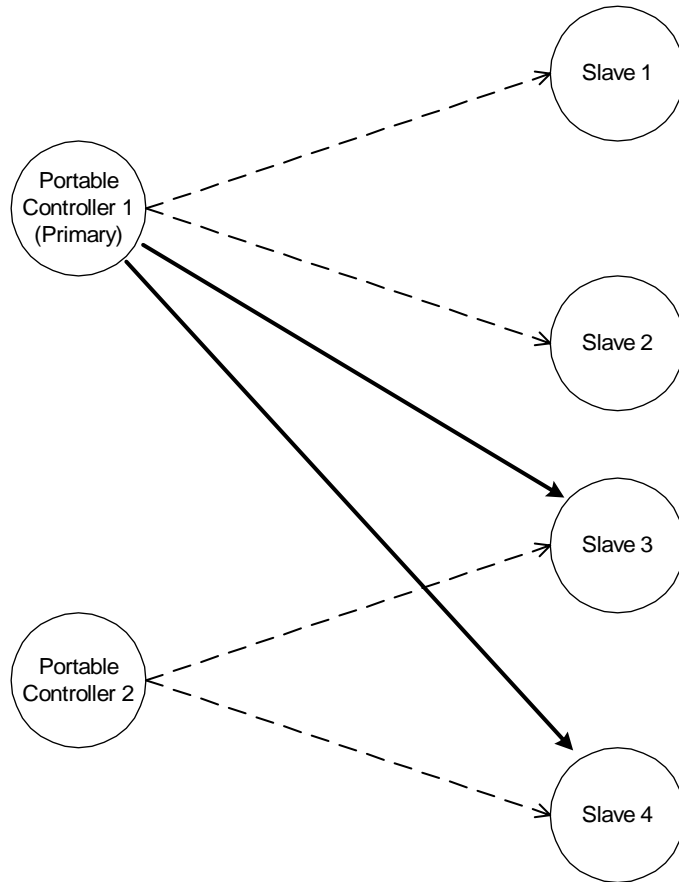 Slave 1
Portable
Controller 1
(Primary)
Slave 2
Slave 3
Portable
Controller 2
Slave 4